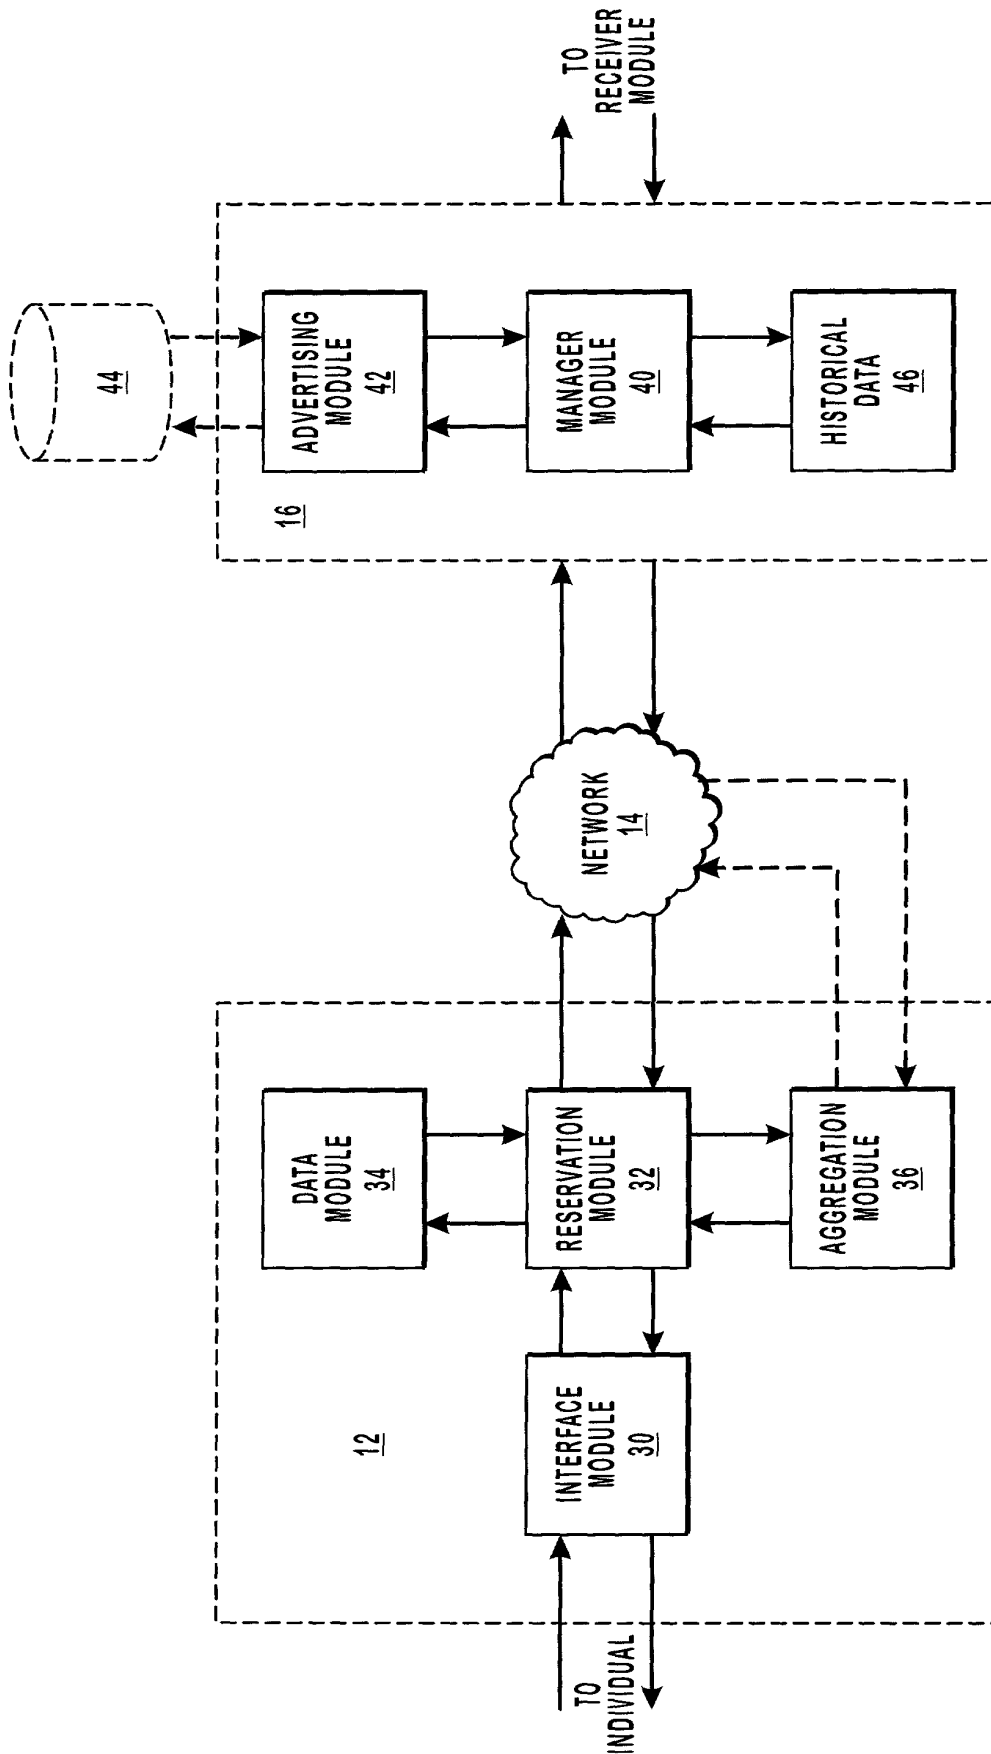 TO
INDIVIDUAL
12
INTERFACE
MODULE
30
DATA
MODULE
34
RESERVATION
MODULE
32
AGGREGATION
MODULE
36
NETWORK
14
16
44
ADVERTISING
MODULE
42
MANAGER
MODULE
40
HISTORICAL
DATA
46
TO
RECEIVER
MODULE